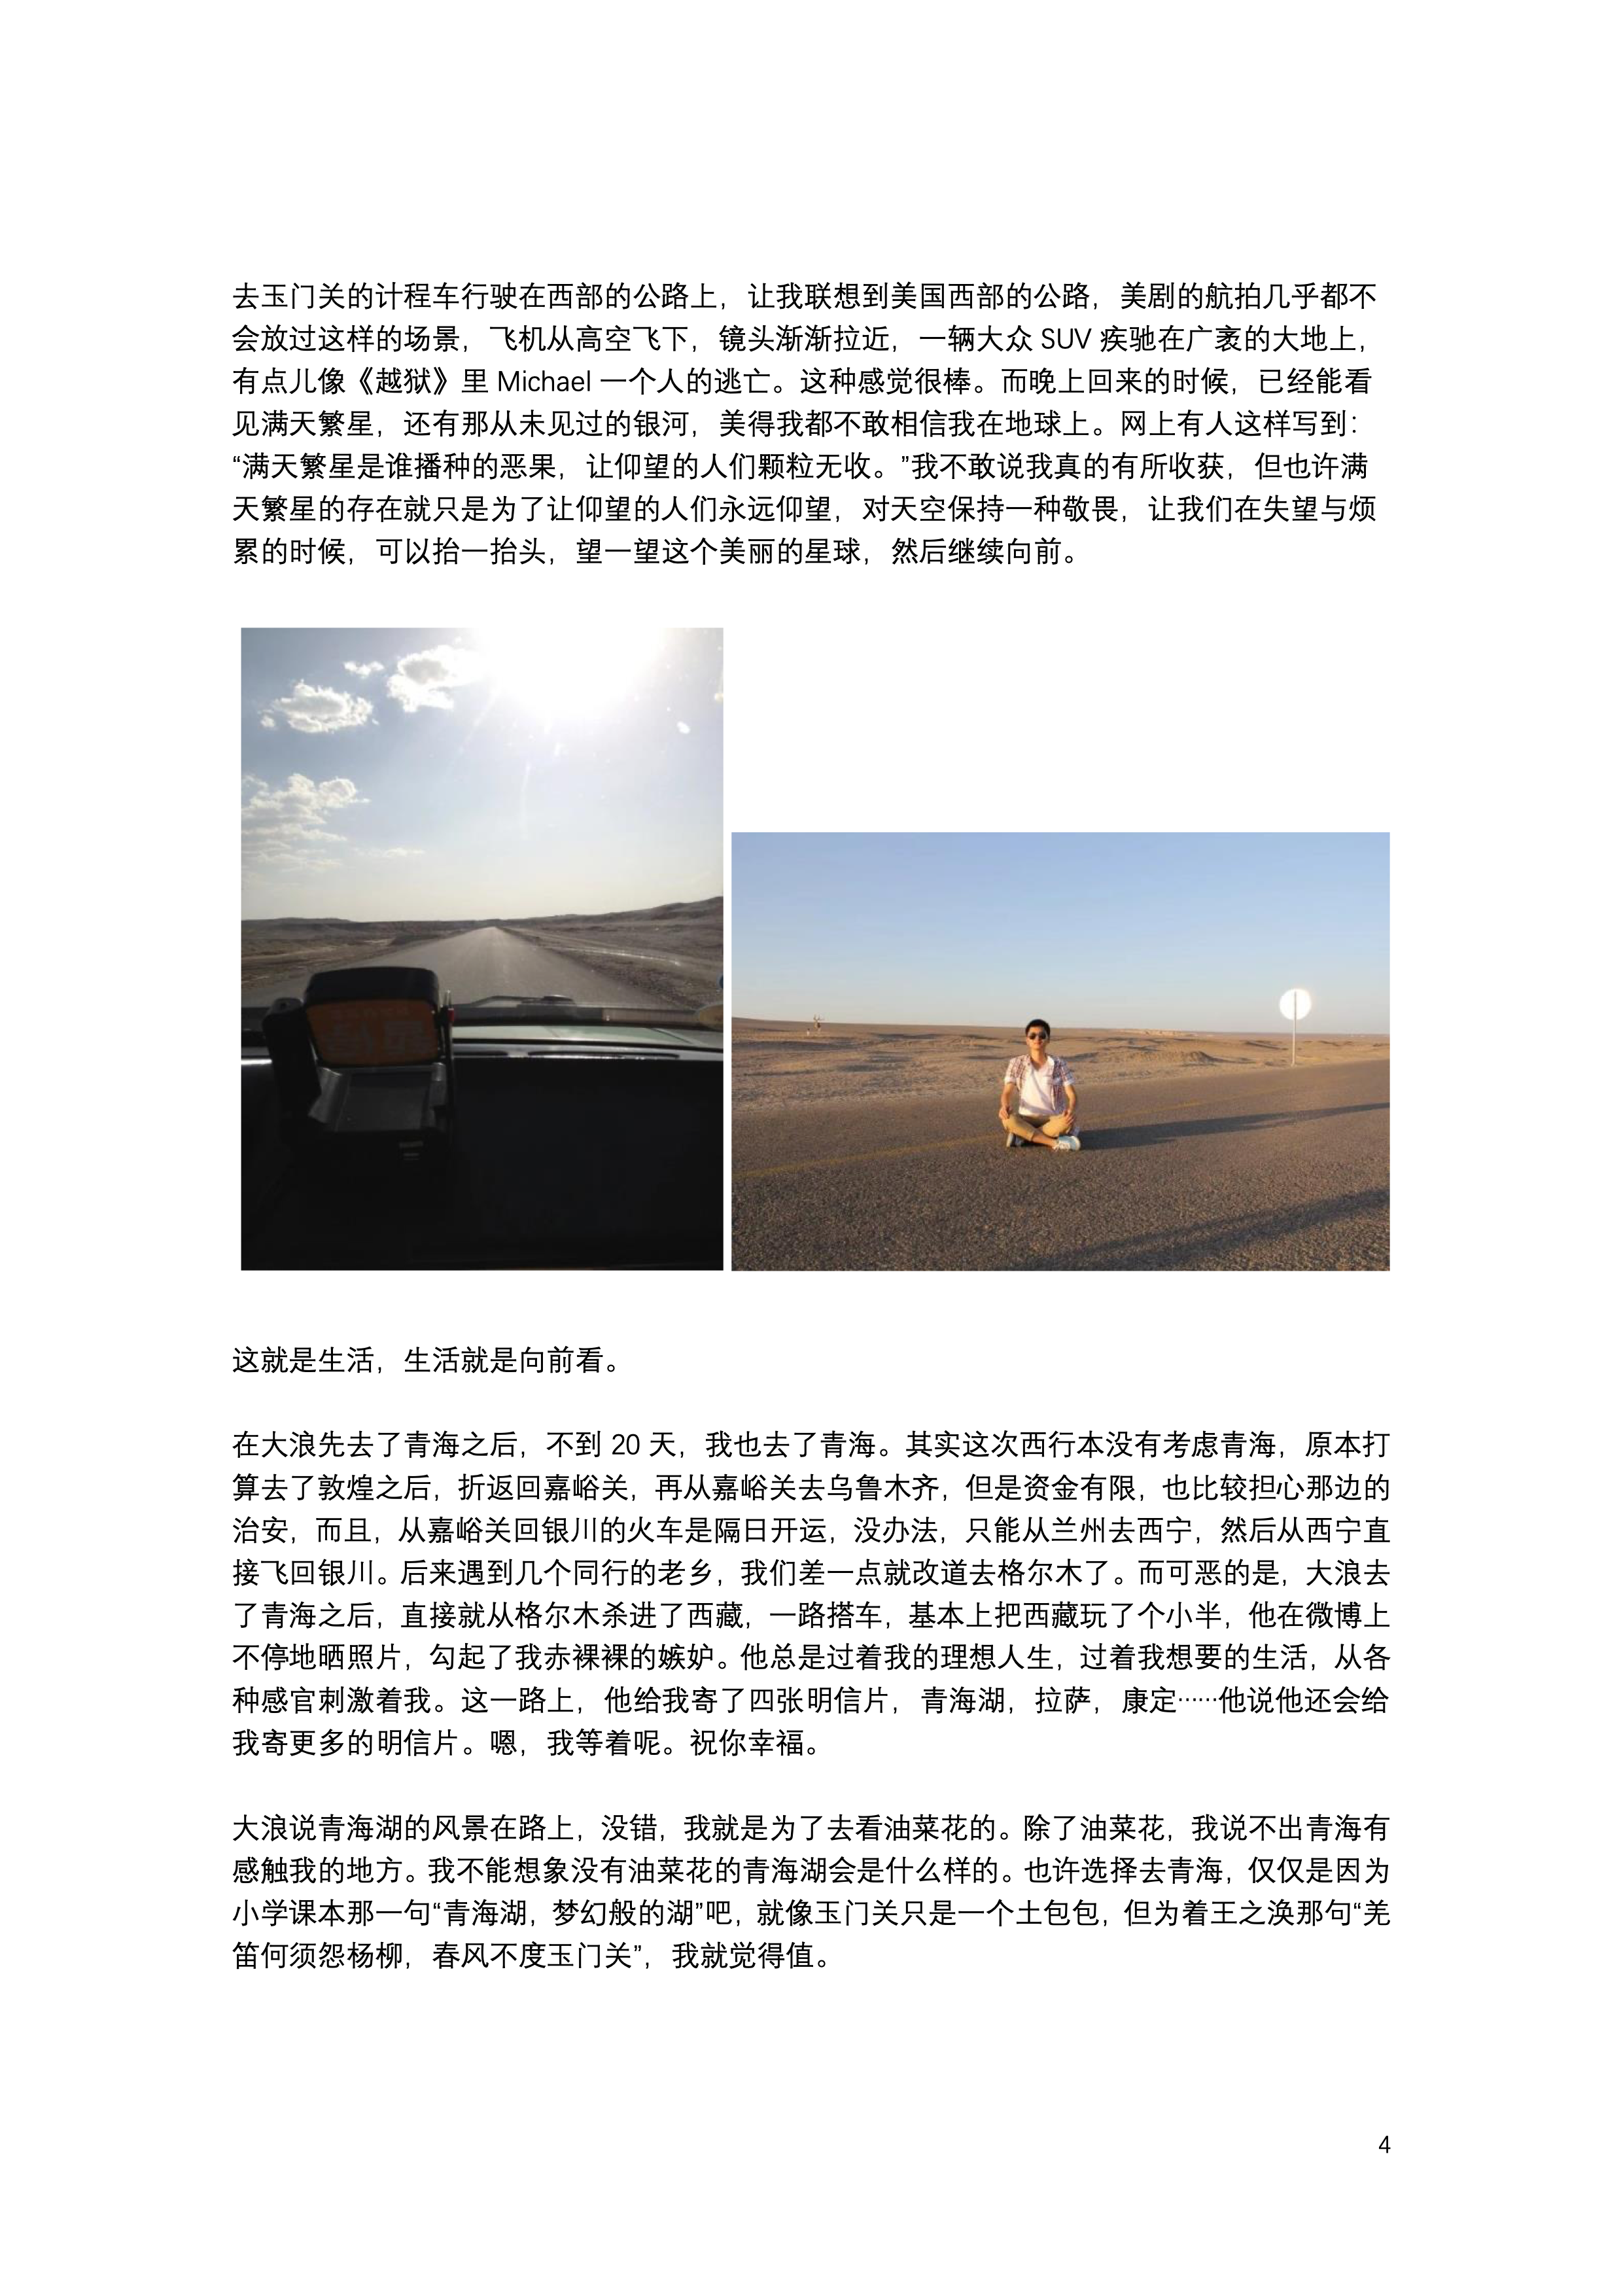 去玉门关的计程车行驶在西部的公路上，让我联想到美国西部的公路，美剧的航拍几乎都不
会放过这样的场景，飞机从高空飞下，镜头渐渐拉近，一辆大众 SUV 疾驰在广袤的大地上，
有点儿像《越狱》里 Michael 一个人的逃亡。这种感觉很棒。而晚上回来的时候，已经能看
见满天繁星，还有那从未见过的银河，美得我都不敢相信我在地球上。网上有人这样写到：
“满天繁星是谁播种的恶果，让仰望的人们颗粒无收。”我不敢说我真的有所收获，但也许满
天繁星的存在就只是为了让仰望的人们永远仰望，对天空保持一种敬畏，让我们在失望与烦
累的时候，可以抬一抬头，望一望这个美丽的星球，然后继续向前。
这就是生活，生活就是向前看。
在大浪先去了青海之后，不到 20 天，我也去了青海。其实这次西行本没有考虑青海，原本打
算去了敦煌之后，折返回嘉峪关，再从嘉峪关去乌鲁木齐，但是资金有限，也比较担心那边的
治安，而且，从嘉峪关回银川的火车是隔日开运，没办法，只能从兰州去西宁，然后从西宁直
接飞回银川。后来遇到几个同行的老乡，我们差一点就改道去格尔木了。而可恶的是，大浪去
了青海之后，直接就从格尔木杀进了西藏，一路搭车，基本上把西藏玩了个小半，他在微博上
不停地晒照片，勾起了我赤裸裸的嫉妒。他总是过着我的理想人生，过着我想要的生活，从各
种感官刺激着我。这一路上，他给我寄了四张明信片，青海湖，拉萨，康定……他说他还会给
我寄更多的明信片。嗯，我等着呢。祝你幸福。
大浪说青海湖的风景在路上，没错，我就是为了去看油菜花的。除了油菜花，我说不出青海有
感触我的地方。我不能想象没有油菜花的青海湖会是什么样的。也许选择去青海，仅仅是因为
小学课本那一句“青海湖，梦幻般的湖”吧，就像玉门关只是一个土包包，但为着王之涣那句“羌
笛何须怨杨柳，春风不度玉门关”，我就觉得值。
4